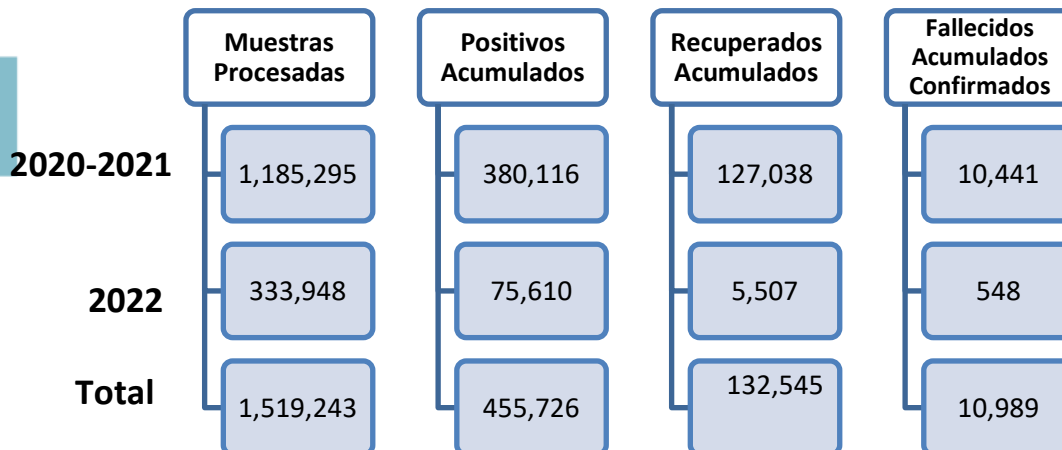 Muestras
Procesadas
Positivos
Acumulados
Recuperados
Acumulados
Fallecidos
Acumulados
Confirmados
2020-2021
1,185,295
380,116
127,038
10,441
2022
333,948
75,610
5,507
548
Total
1,519,243
455,726
132,545
10,989